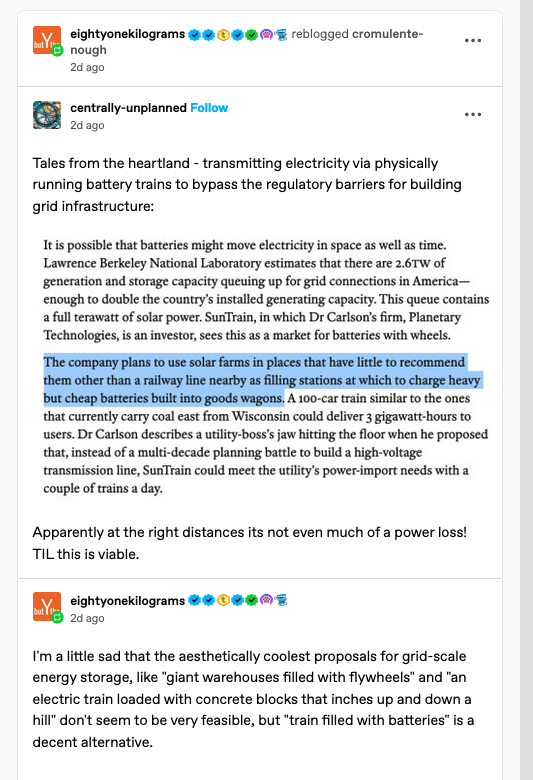 eightyonekilograms reblogged cromulente-
nough
2d ago
centrally-unplanned Follow
2d ago
Tales from the heartland - transmitting electricity via physically
running battery trains to bypass the regulatory barriers for building
grid infrastructure:
It is possible that batteries might move electricity in space as well as time.
Lawrence Berkeley National Laboratory estimates that there are 2.6TW of
generation and storage capacity queuing up for grid connections in America—
enough to double the country's installed generating capacity. This queue contains
a full terawatt of solar power. SunTrain, in which Dr Carlson's firm, Planetary
Technologies, is an investor, sees this as a market for batteries with wheels.
The company plans to use solar farms in places that have little to recommend
them other than a railway line nearby as filling stations at which to charge heavy
but cheap batteries built into goods wagons. A 100-car train similar to the ones
that currently carry coal east from Wisconsin could deliver 3 gigawatt-hours to
users. Dr Carlson describes a utility-boss's jaw hitting the floor when he proposed
that, instead of a multi-decade planning battle to build a high-voltage
transmission line, SunTrain could meet the utility's power-import needs with a
couple of trains a day.
Apparently at the right distances its not even much of a power loss!
TIL this is viable.
eightyonekilograms
2d ago
I'm a little sad that the aesthetically coolest proposals for grid-scale
energy storage, like "giant warehouses filled with flywheels" and "an
electric train loaded with concrete blocks that inches up and down a
hill" don't seem to be very feasible, but "train filled with batteries" is a
decent alternative.